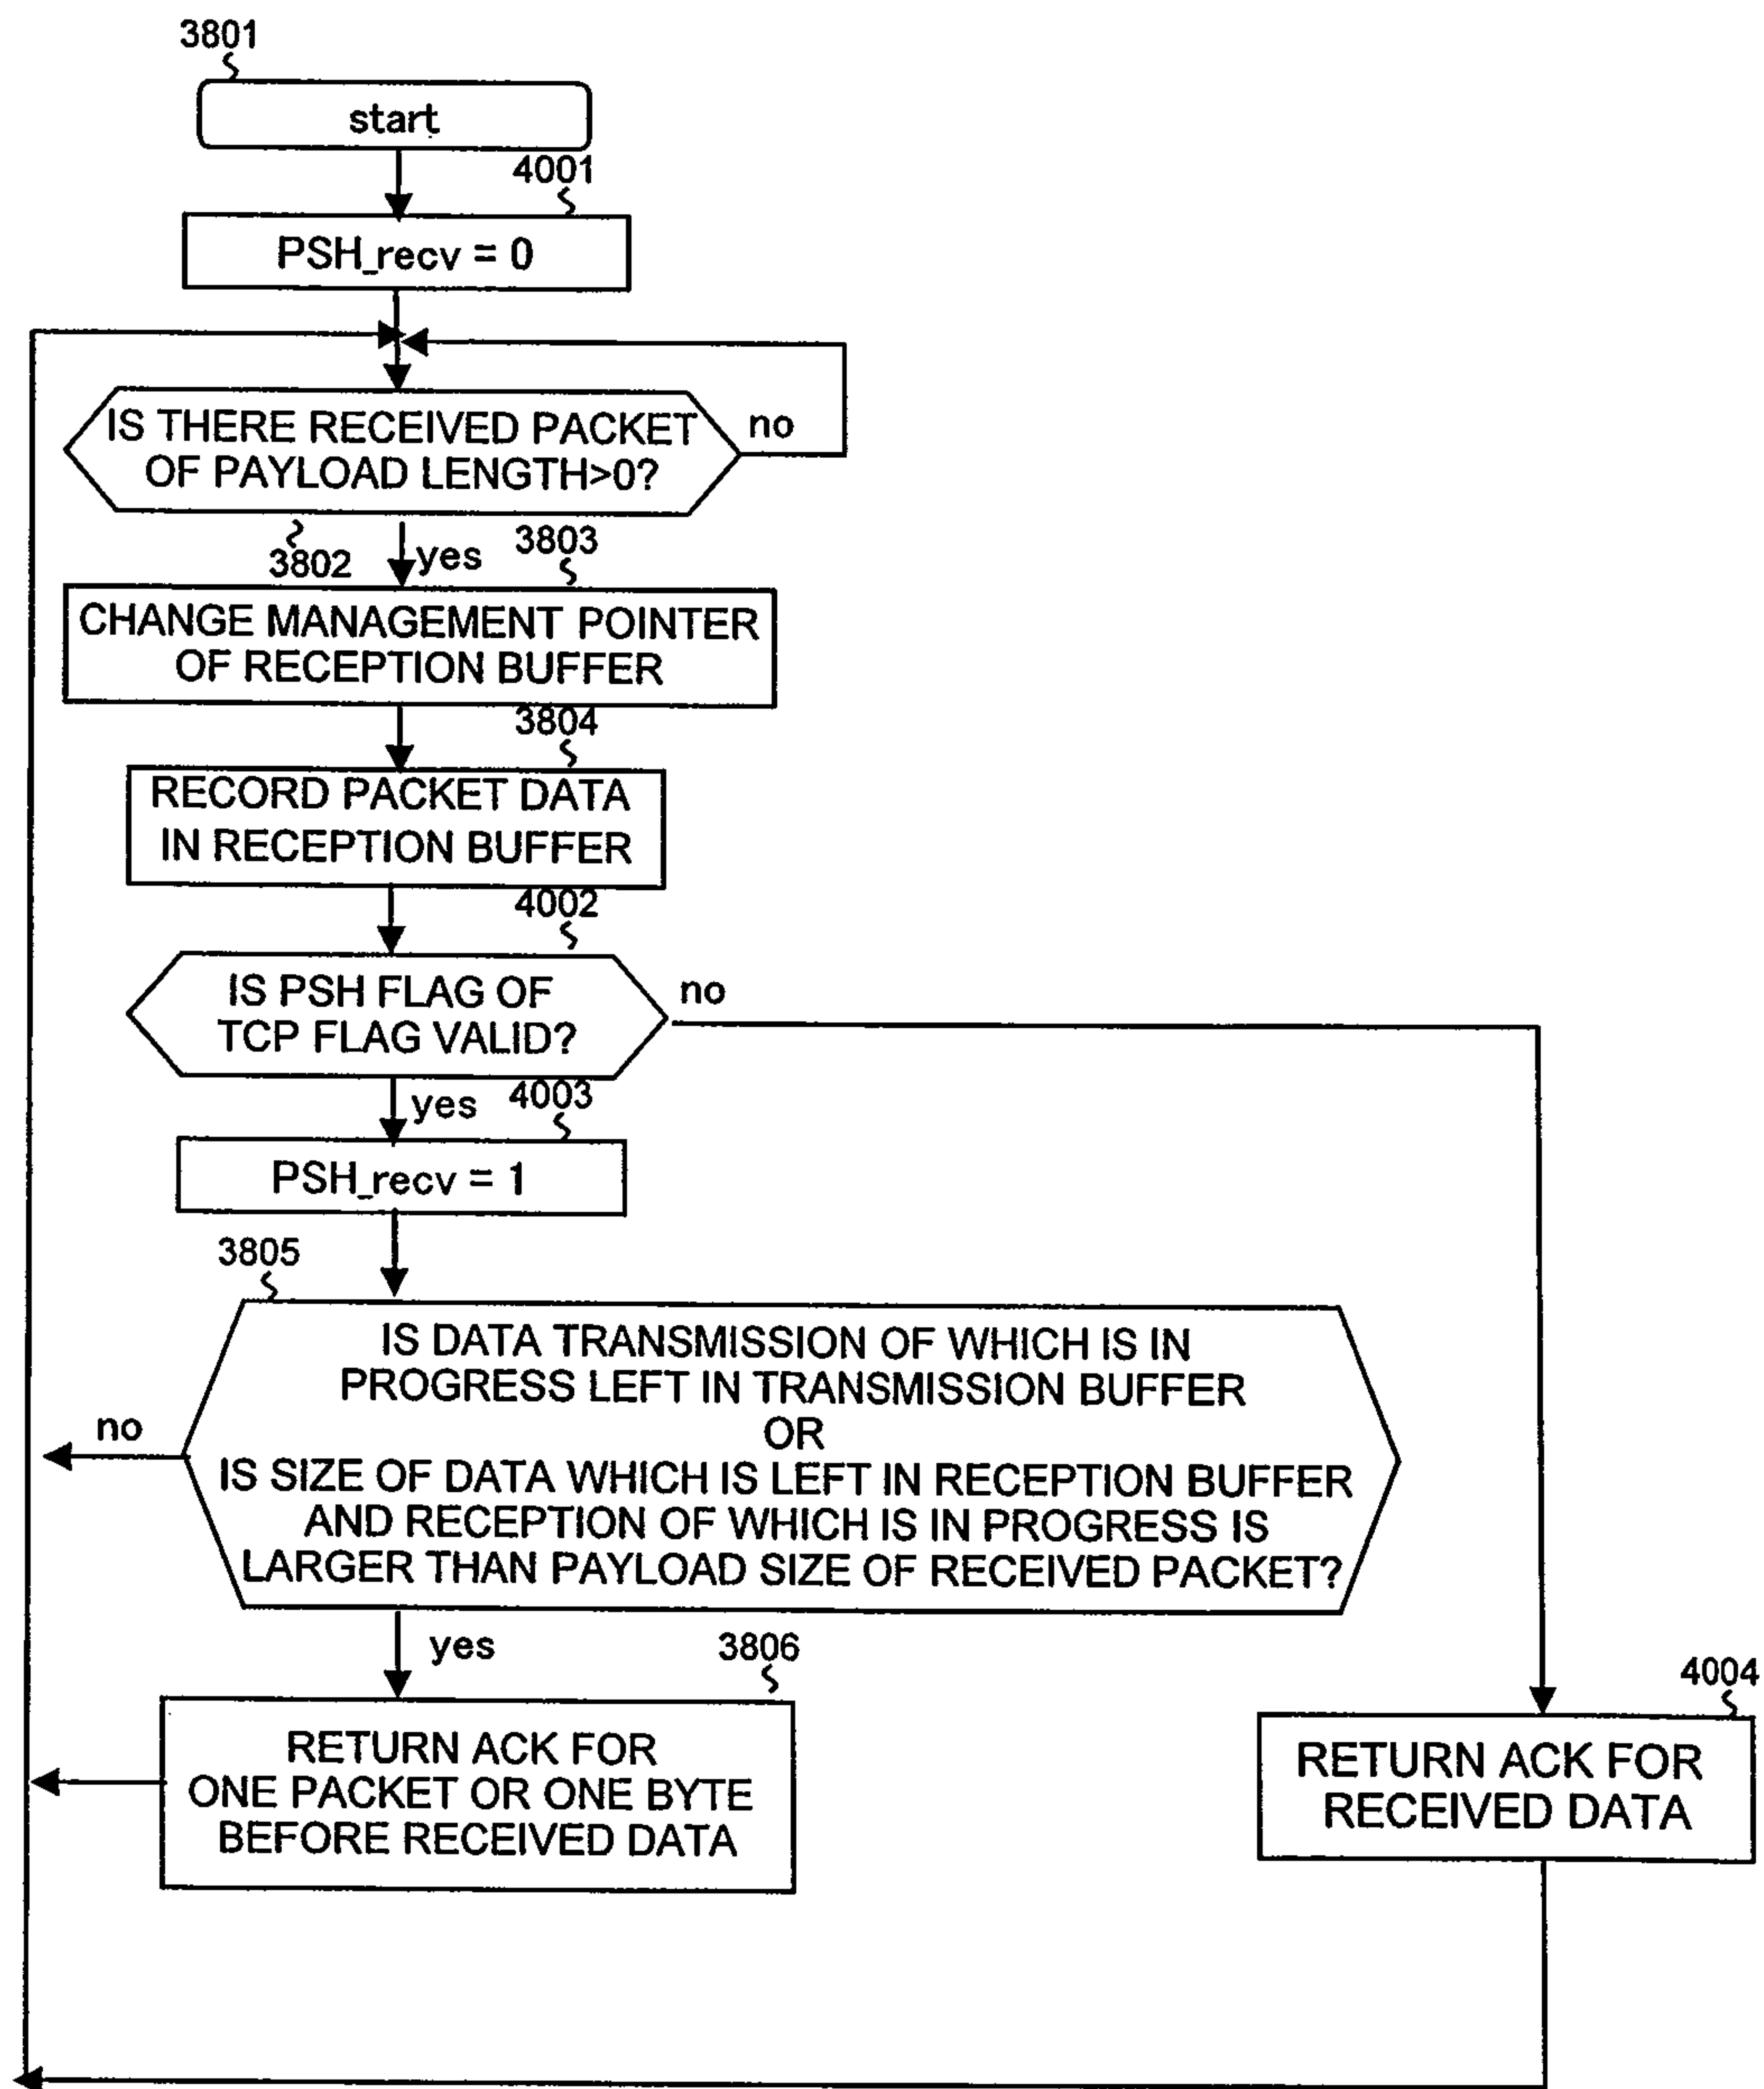 3801
start
4001
PSH_recv = 0
IS THERE RECEIVED PACKET
OF PAYLOAD LENGTH>0?
no
3802
yes
3803
CHANGE MANAGEMENT POINTER
OF RECEPTION BUFFER
3804
RECORD PACKET DATA
IN RECEPTION BUFFER
4002
IS PSH FLAG OF
TCP FLAG VALID?
no
yes
4003
PSH_recv = 1
3805
IS DATA TRANSMISSION OF WHICH IS IN
PROGRESS LEFT IN TRANSMISSION BUFFER
OR
IS SIZE OF DATA WHICH IS LEFT IN RECEPTION BUFFER
AND RECEPTION OF WHICH IS IN PROGRESS IS
LARGER THAN PAYLOAD SIZE OF RECEIVED PACKET?
no
yes
3806
RETURN ACK FOR
ONE PACKET OR ONE BYTE
BEFORE RECEIVED DATA
4004
RETURN ACK FOR
RECEIVED DATA